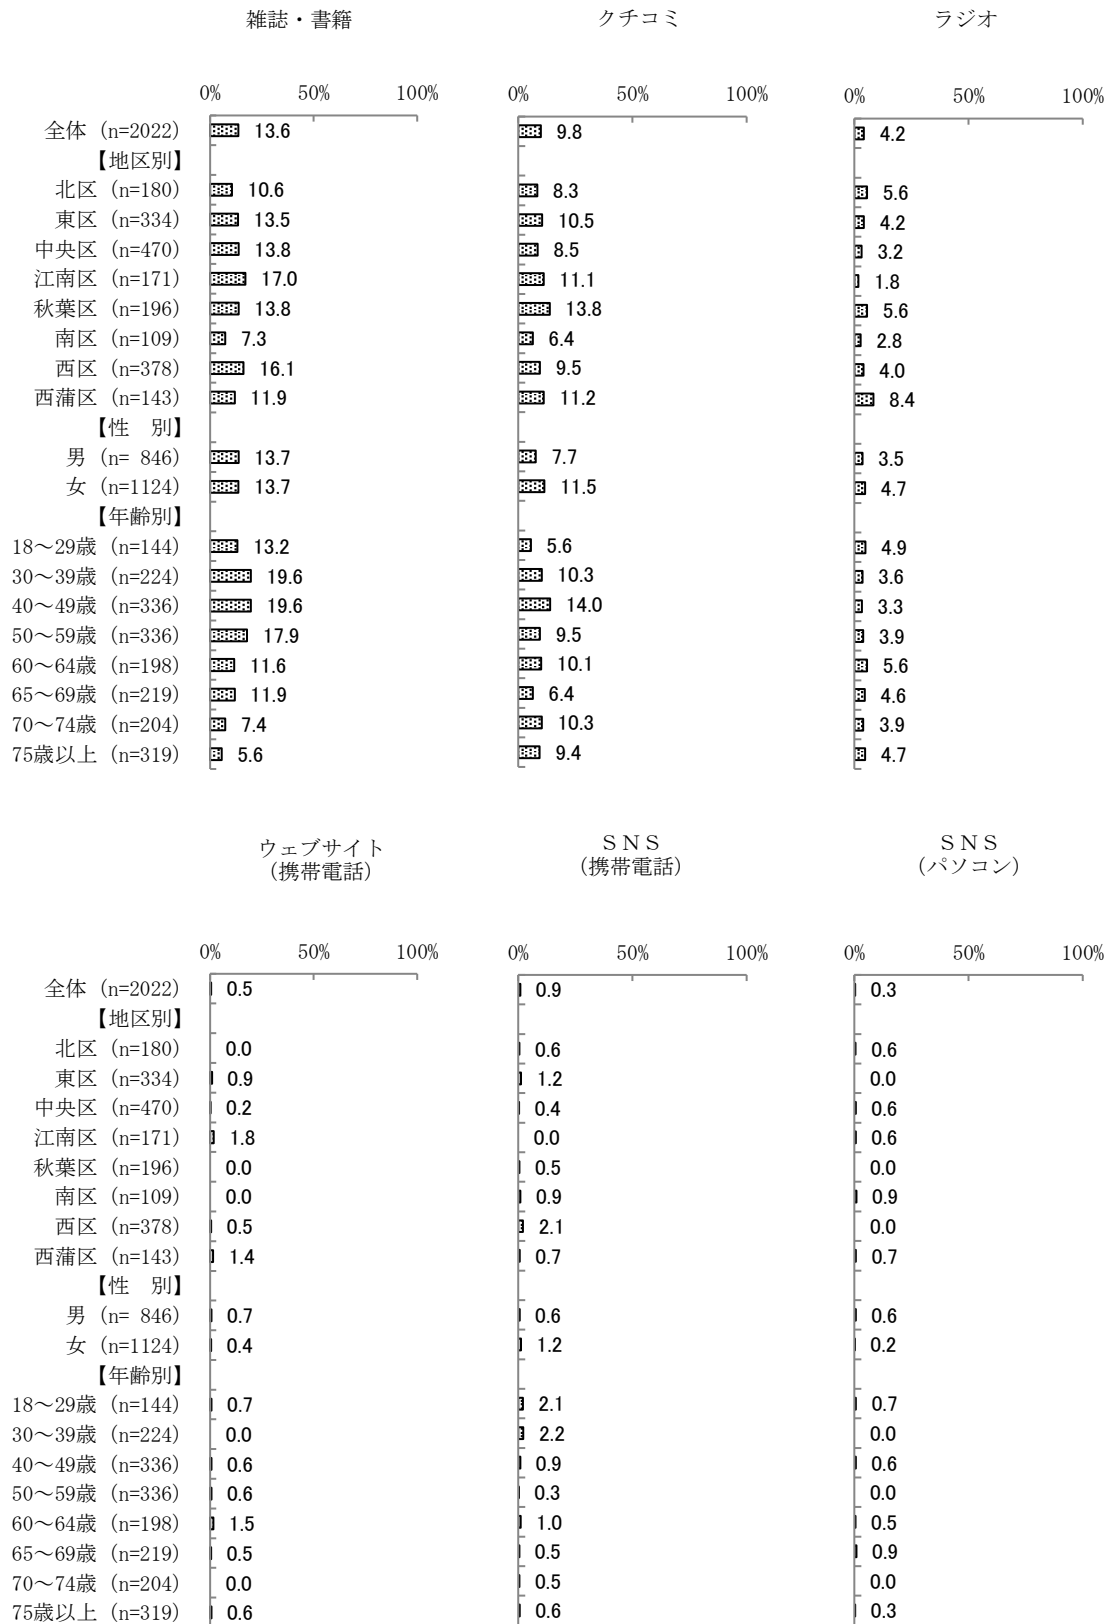 雑誌・書籍 クチコミ ラジオ
0% 50% 100% 0% 50% 100% 0% 50% 100%
全体 (n=2022) 13.6 9.8 4.2
【地区別】
北区 (n=180) 10.6 8.3 5.6
東区 (n=334) 13.5 10.5 4.2
中央区 (n=470) 13.8 8.5 3.2
江南区 (n=171) 17.0 11.1 1.8
秋葉区 (n=196) 13.8 13.8 5.6
南区 (n=109) 7.3 6.4 2.8
西区 (n=378) 16.1 9.5 4.0
西蒲区 (n=143) 11.9 11.2 8.4
【性　別】
男 (n= 846) 13.7 7.7 3.5
女 (n=1124) 13.7 11.5 4.7
【年齢別】
18～29歳 (n=144) 13.2 5.6 4.9
30～39歳 (n=224) 19.6 10.3 3.6
40～49歳 (n=336) 19.6 14.0 3.3
50～59歳 (n=336) 17.9 9.5 3.9
60～64歳 (n=198) 11.6 10.1 5.6
65～69歳 (n=219) 11.9 6.4 4.6
70～74歳 (n=204) 7.4 10.3 3.9
75歳以上 (n=319) 5.6 9.4 4.7
ウェブサイト ＳＮＳ ＳＮＳ
(携帯電話) (携帯電話) (パソコン)
0% 50% 100% 0% 50% 100% 0% 50% 100%
全体 (n=2022) 0.5 0.9 0.3
【地区別】
北区 (n=180) 0.0 0.6 0.6
東区 (n=334) 0.9 1.2 0.0
中央区 (n=470) 0.2 0.4 0.6
江南区 (n=171) 1.8 0.0 0.6
秋葉区 (n=196) 0.0 0.5 0.0
南区 (n=109) 0.0 0.9 0.9
西区 (n=378) 0.5 2.1 0.0
西蒲区 (n=143) 1.4 0.7 0.7
【性　別】
男 (n= 846) 0.7 0.6 0.6
女 (n=1124) 0.4 1.2 0.2
【年齢別】
18～29歳 (n=144) 0.7 2.1 0.7
30～39歳 (n=224) 0.0 2.2 0.0
40～49歳 (n=336) 0.6 0.9 0.6
50～59歳 (n=336) 0.6 0.3 0.0
60～64歳 (n=198) 1.5 1.0 0.5
65～69歳 (n=219) 0.5 0.5 0.9
70～74歳 (n=204) 0.0 0.5 0.0
75歳以上 (n=319) 0.6 0.6 0.3